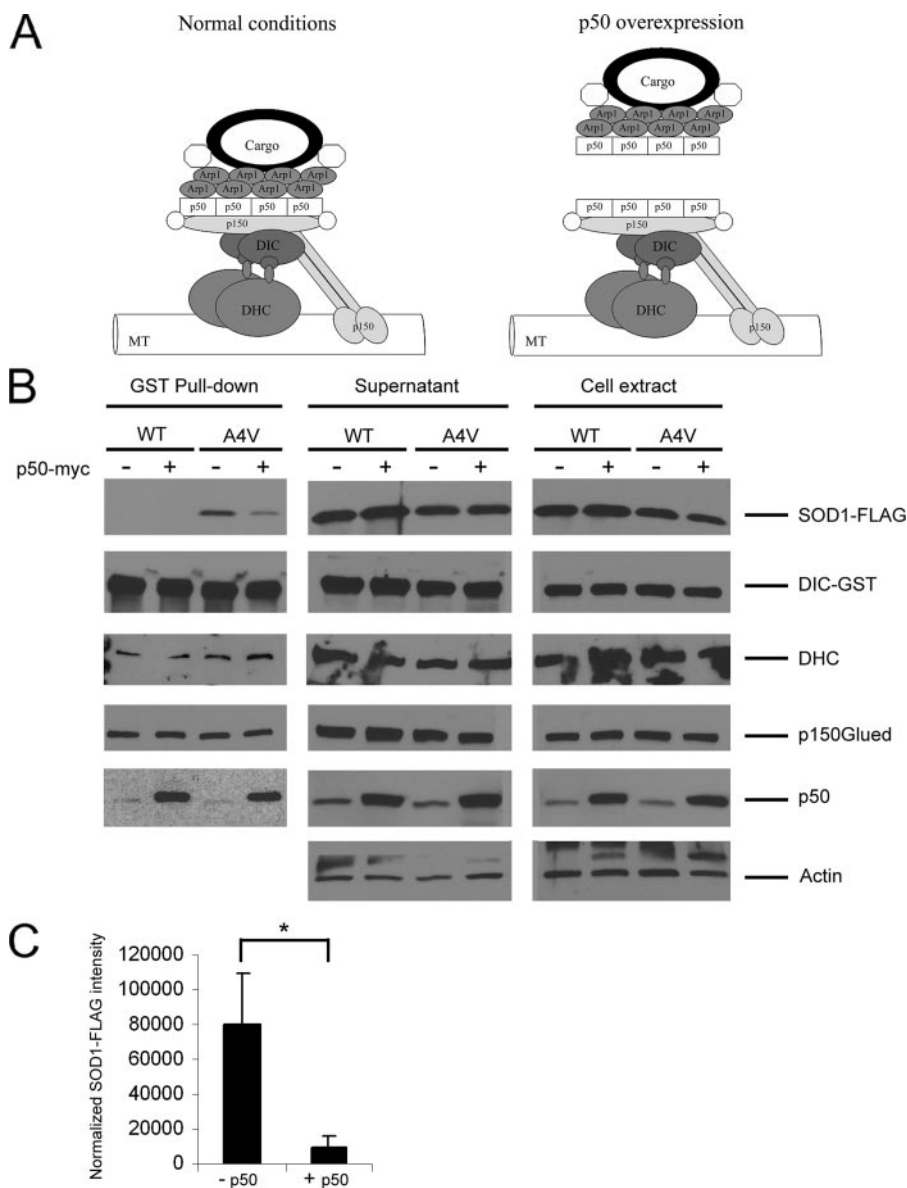 A
Normal conditions
p50 overexpression
Cargo
Arp1 Arp1 Arp1 Arp1
Arp1 Arp1 Arp1 Arp1
p50 p50 p50 p50
p150
DIC
DHC
p150
MT
Cargo
Arp1 Arp1 Arp1 Arp1
Arp1 Arp1 Arp1 Arp1
p50 p50 p50 p50
p50 p50 p50 p50
p150
DIC
DHC
p150
MT
B
GST Pull-down Supernatant Cell extract
WT A4V WT A4V WT A4V
p50-myc - + - + - + - + - + - +
SOD1-FLAG
DIC-GST
DHC
p150Glued
p50
Actin
C
Normalized SOD1-FLAG intensity
*
120000
100000
80000
60000
40000
20000
0
- p50 + p50